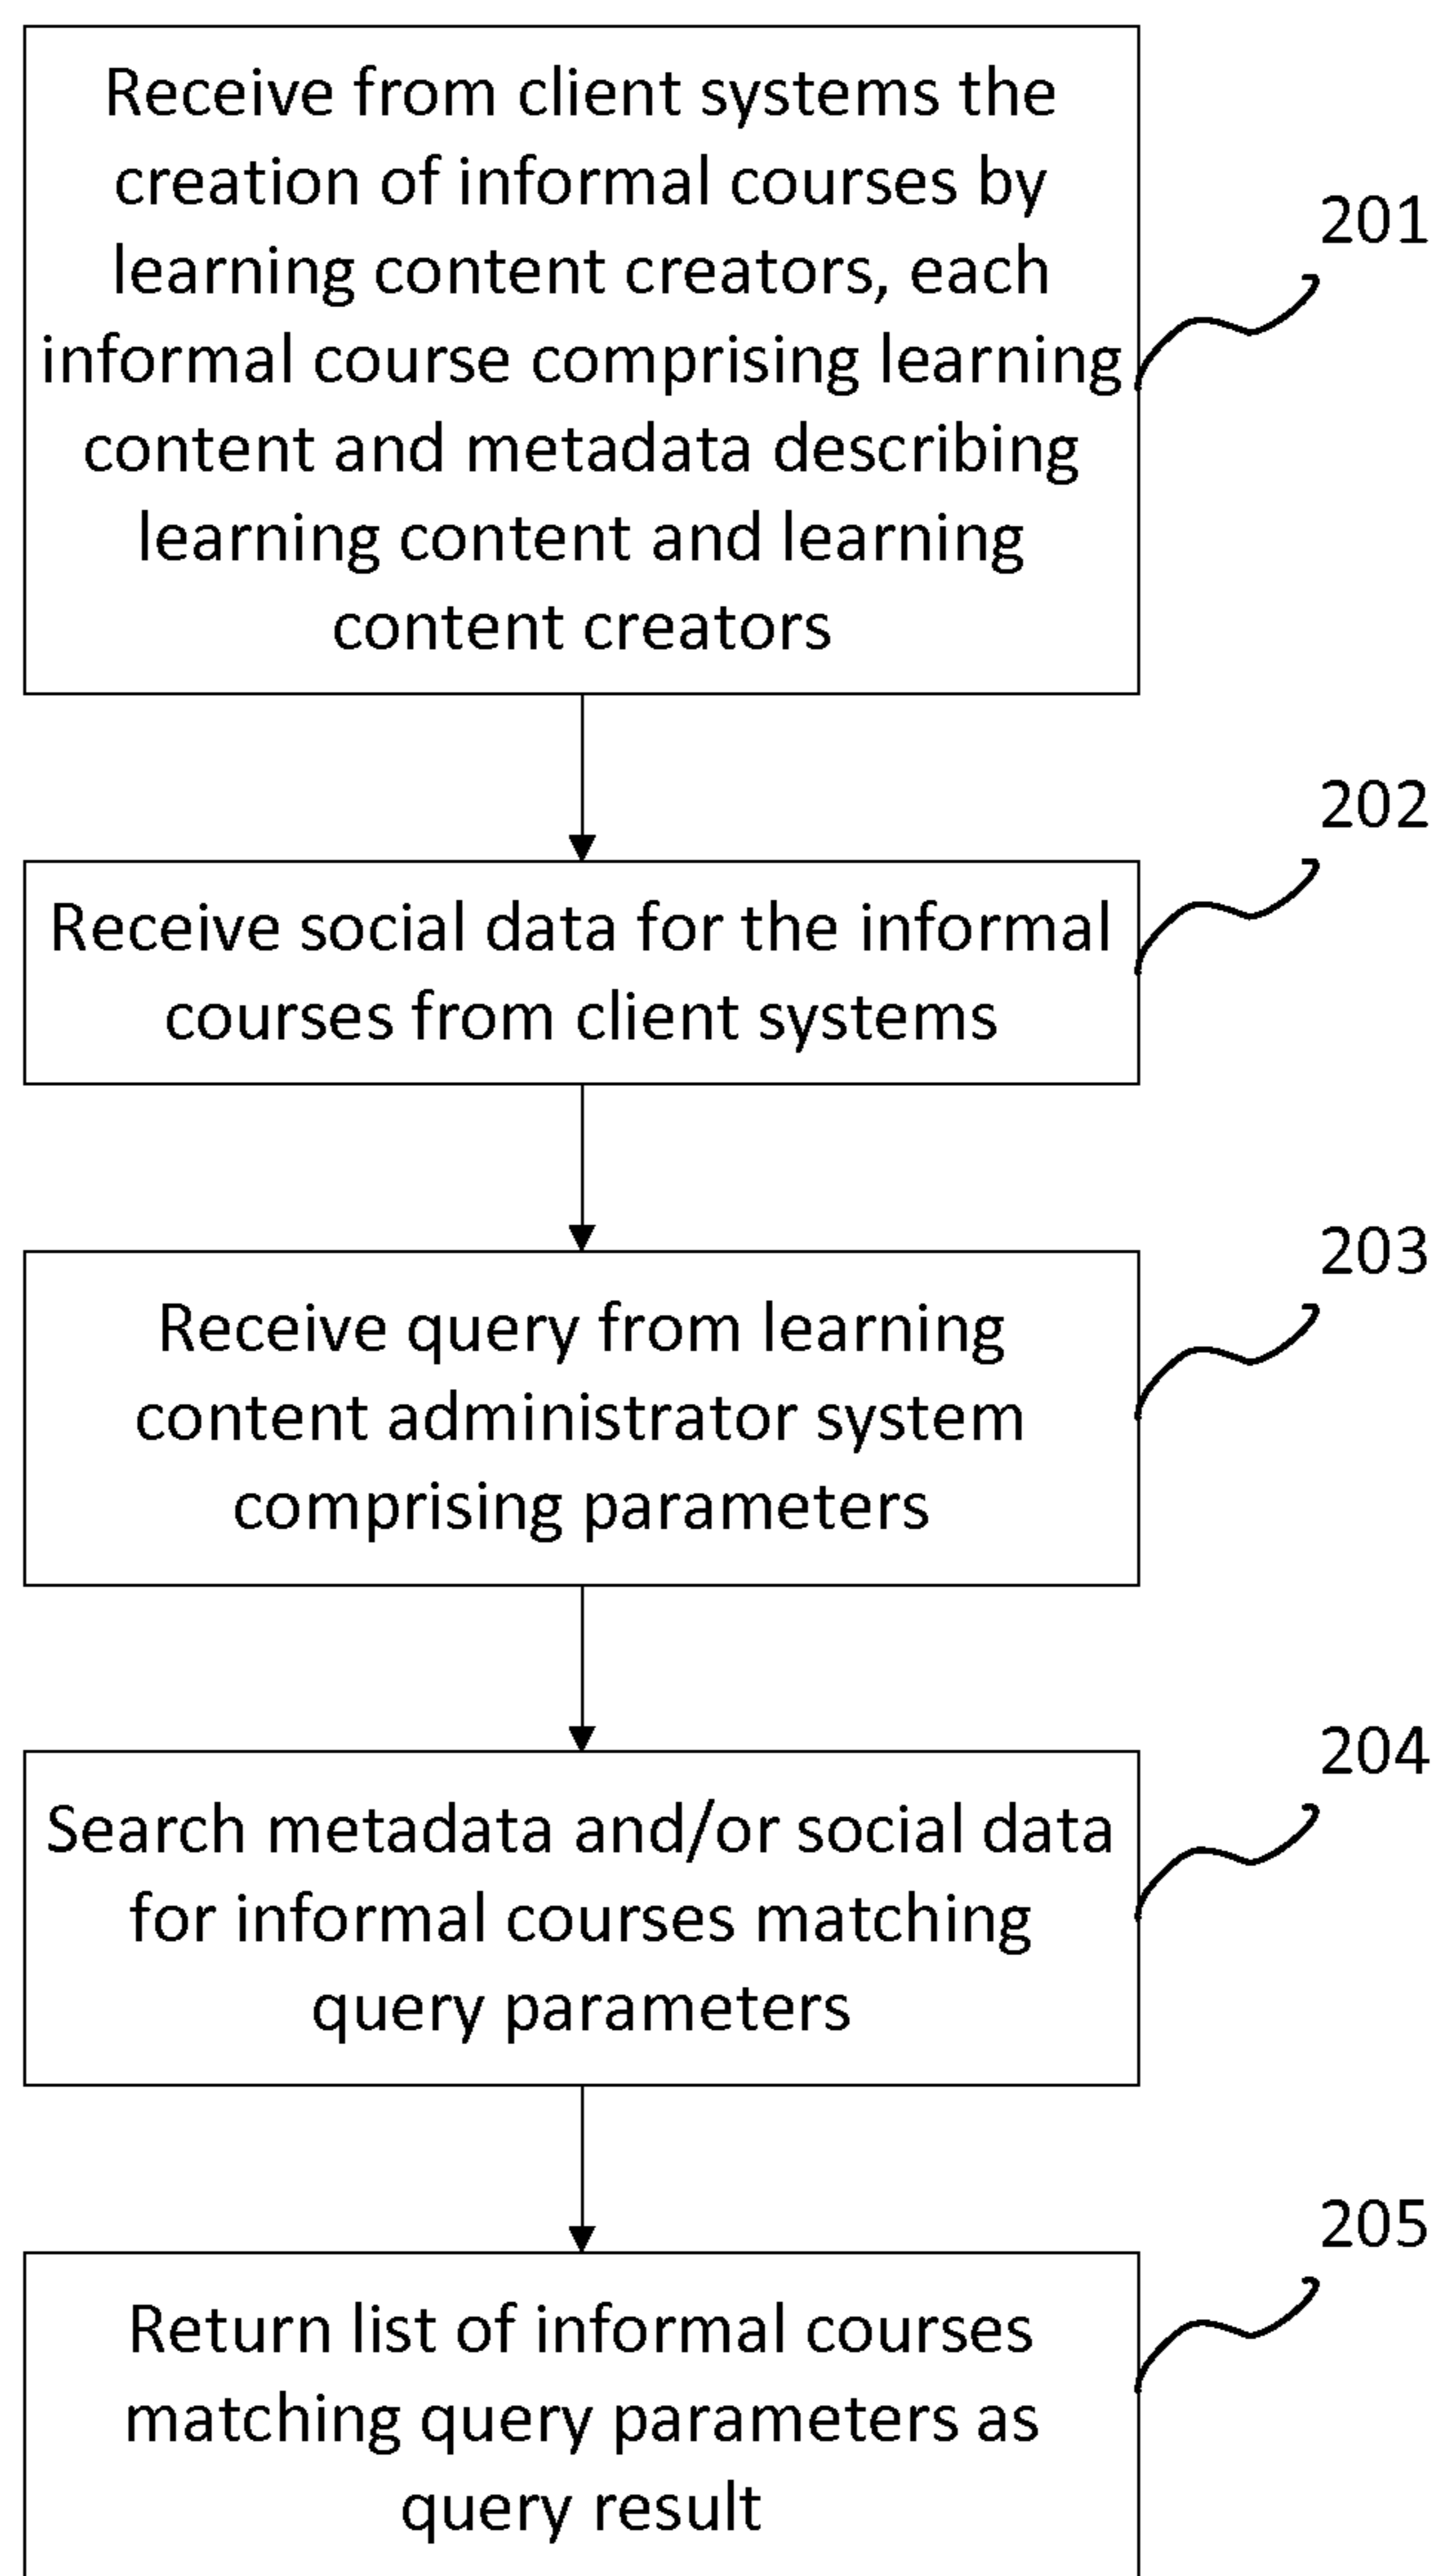 Receive from client systems the
creation of informal courses by
learning content creators, each
informal course comprising learning
content and metadata describing
learning content and learning
content creators
201
Receive social data for the informal
courses from client systems
202
Receive query from learning
content administrator system
comprising parameters
203
Search metadata and/or social data
for informal courses matching
query parameters
204
Return list of informal courses
matching query parameters as
query result
205